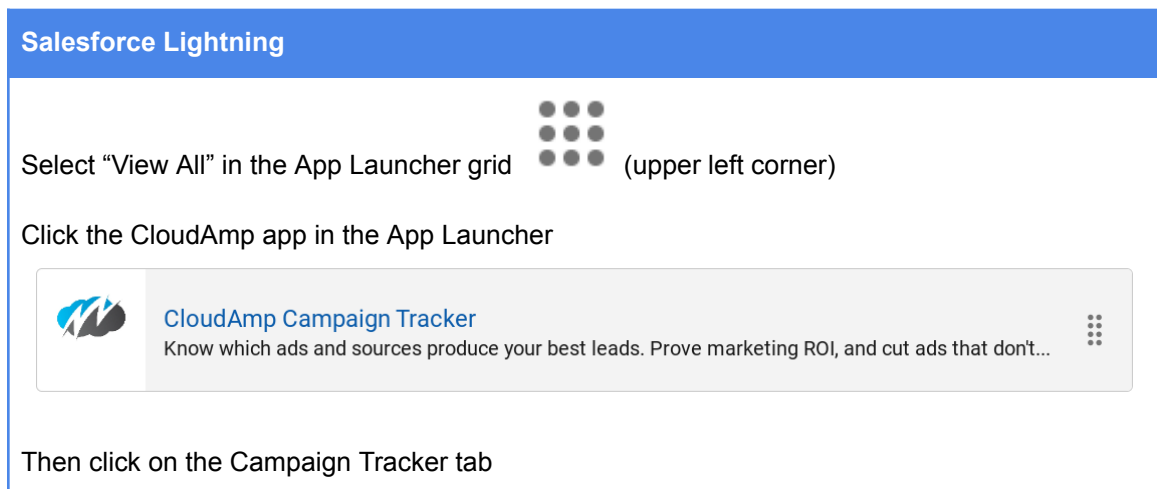 Salesforce Lightning
Select “View All” in the App Launcher grid (upper left corner)
Click the CloudAmp app in the App Launcher
CloudAmp Campaign Tracker
Know which ads and sources produce your best leads. Prove marketing ROI, and cut ads that don't...
Then click on the Campaign Tracker tab